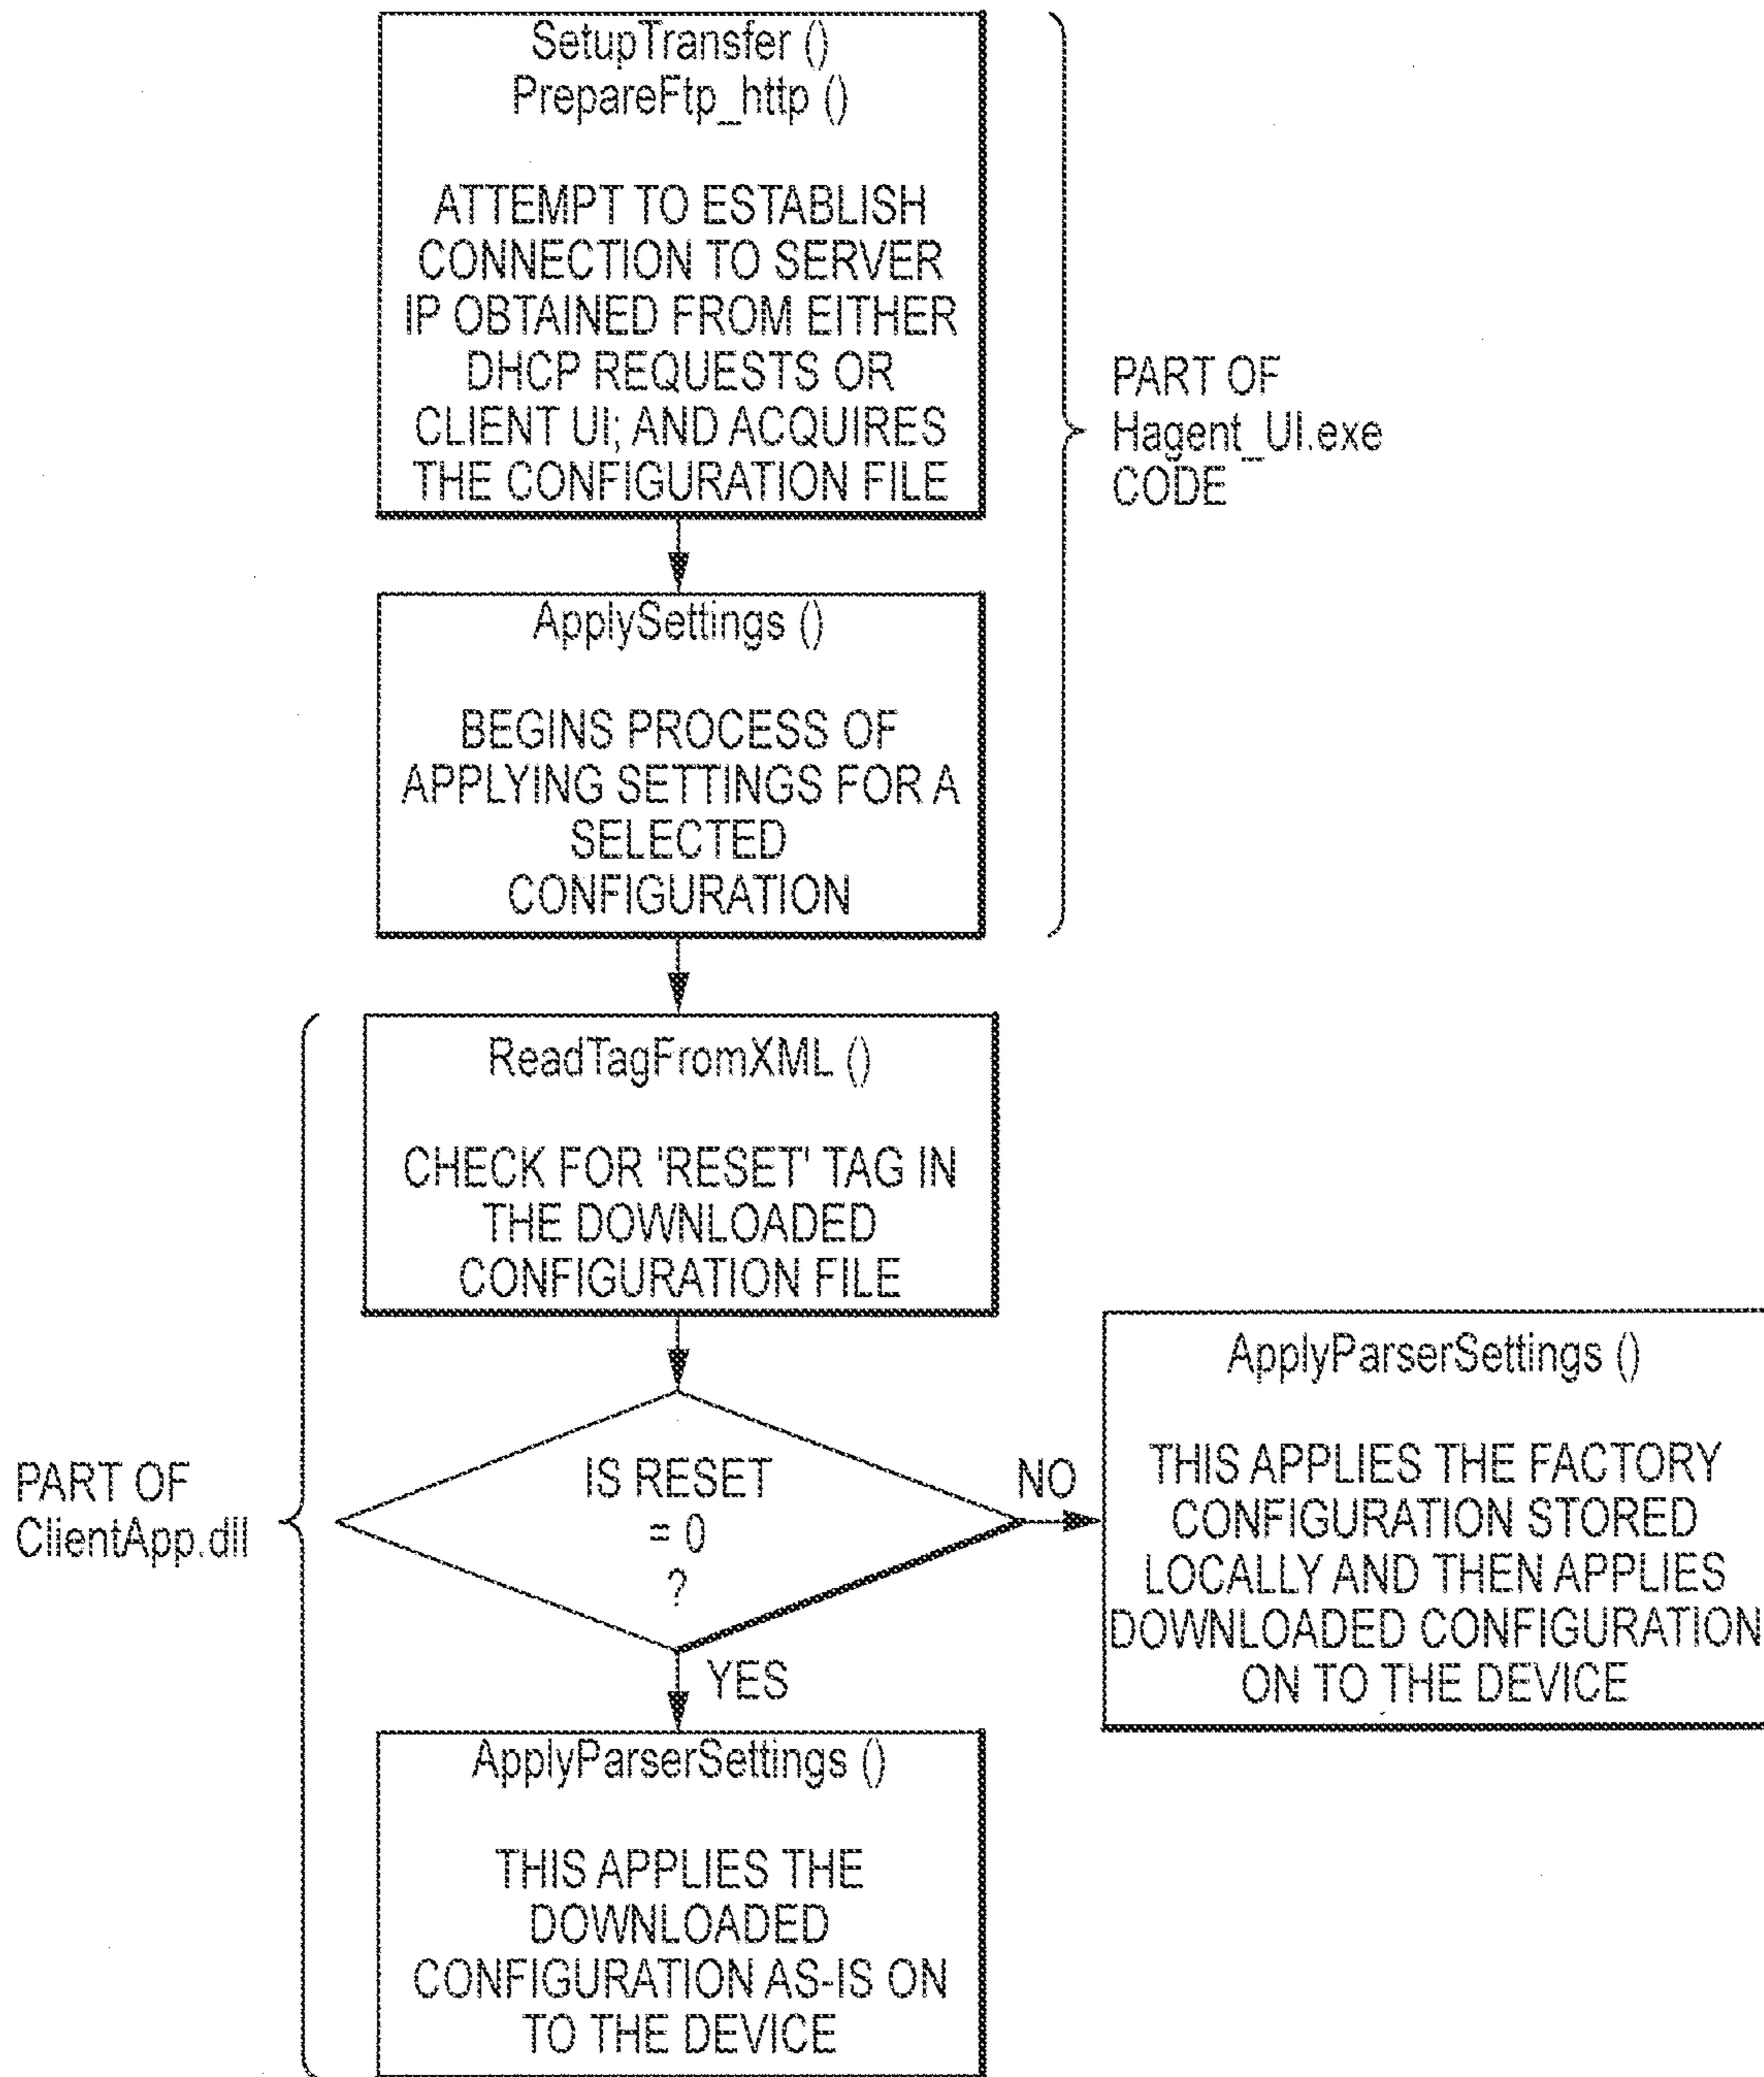 SetupTransfer ()
PrepareFtp_http ()
ATTEMPT TO ESTABLISH
CONNECTION TO SERVER
IP OBTAINED FROM EITHER
DHCP REQUESTS OR
CLIENT UI; AND ACQUIRES
THE CONFIGURATION FILE
PART OF
Hagent_UI.exe
CODE
ApplySettings ()
BEGINS PROCESS OF
APPLYING SETTINGS FOR A
SELECTED
CONFIGURATION
ReadTagFromXML ()
CHECK FOR 'RESET' TAG IN
THE DOWNLOADED
CONFIGURATION FILE
PART OF
ClientApp.dll
IS RESET
= 0
?
NO
ApplyParserSettings ()
THIS APPLIES THE FACTORY
CONFIGURATION STORED
LOCALLY AND THEN APPLIES
DOWNLOADED CONFIGURATION
ON TO THE DEVICE
YES
ApplyParserSettings ()
THIS APPLIES THE
DOWNLOADED
CONFIGURATION AS-IS ON
TO THE DEVICE